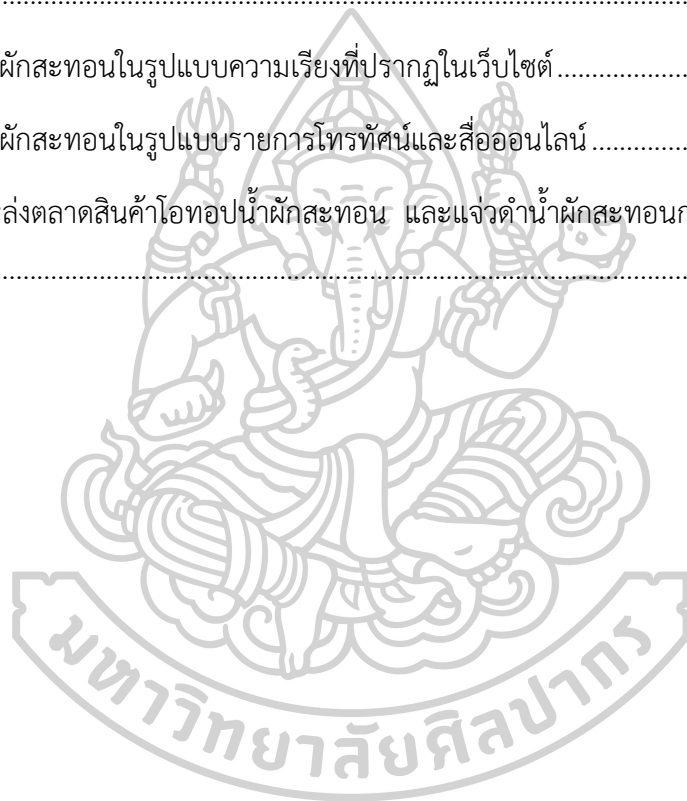 ........................................................................................................................
ผักสะทอนในรูปแบบความเรียงที่ปรากฏในเว็บไซต์ ......................
ผักสะทอนในรูปแบบรายการโทรทัศน์และสื่อออนไลน์ ................
ล่งตลาดสินค้าโอทอปน้ำผักสะทอน และแจ่วดำน้ำผักสะทอน
........................................................................................................................
มหาวิทยาลัยศิลปากร